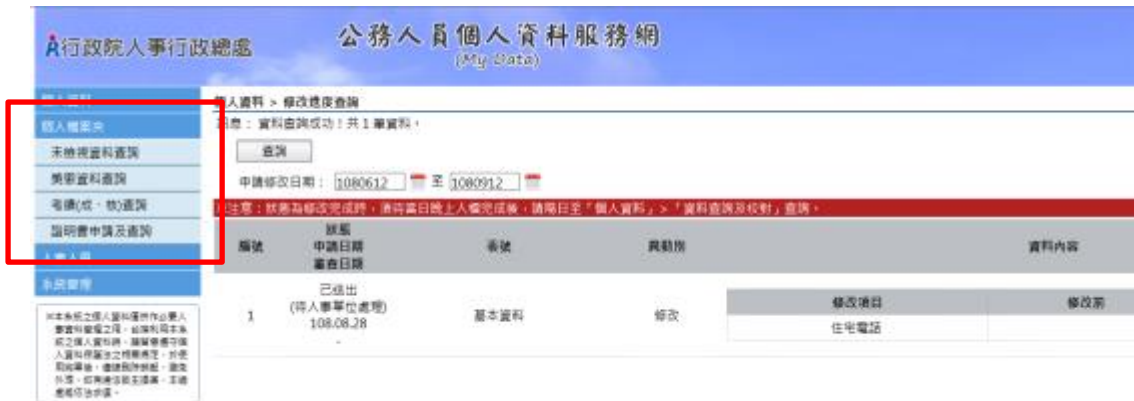 行政院人事行政總處
公務人員個人資料服務網
(My Data)
個人資料
個人檔案夾
未檢視資料查詢
獎懲資料查詢
考績(成、核)查詢
證明書申請及查詢
人事人員
系統管理
個人資料 > 修改進度查詢
訊息: 資料查詢成功!共 1 筆資料。
查詢
申請修改日期: 1080612 至 1080912
※注意:狀態為修改完成時,須待當日晚上入檔完成後,請隔日至「個人資料」>「資料查詢及校對」查詢。
編號
狀態
申請日期
審查日期
表號
異動別
資料內容
1
已送出
(待人事單位處理)
108.08.28
-
基本資料
修改
修改項目
修改前
住宅電話